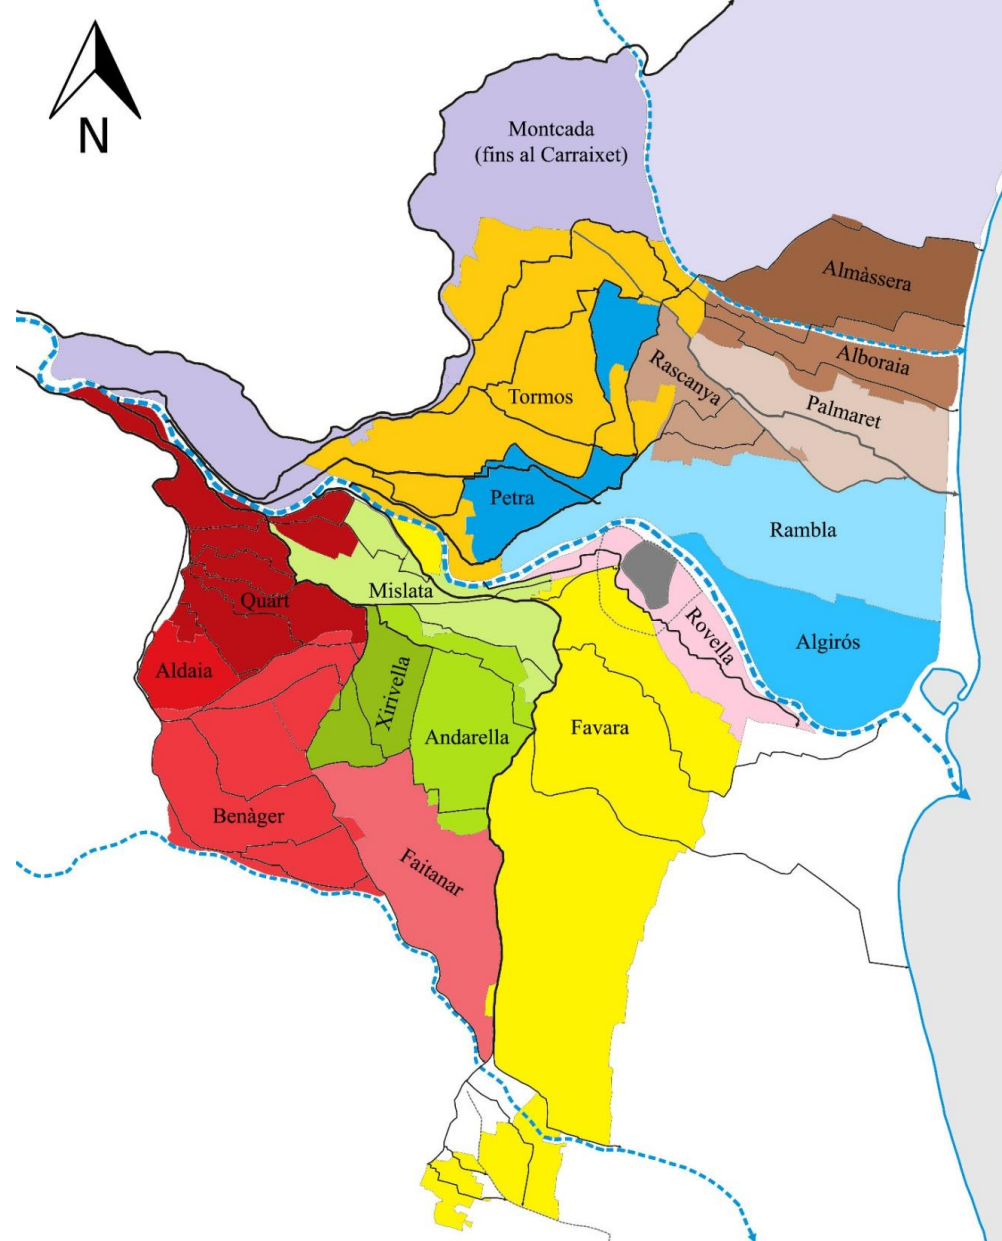 N
Montcada
(fins al Carraixet)
Almàssera
Alboraia
Rascanya
Tormos
Palmaret
Petra
Rambla
Mislata
Quart
Rovella
Algirós
Aldaia
Xirivella
Andarella
Favara
Benàger
Faitanar